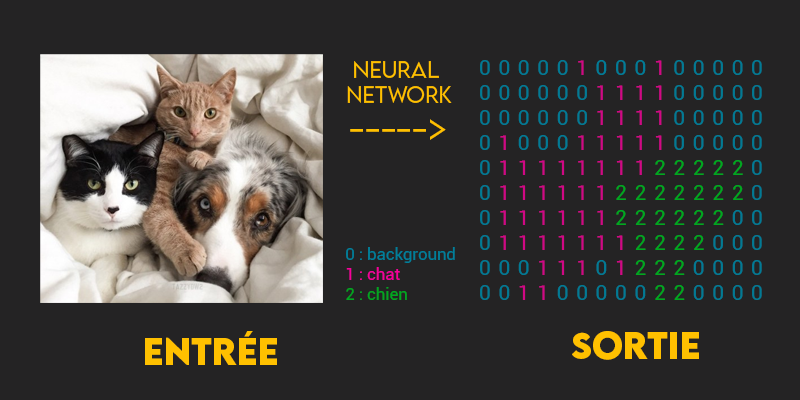 NEURAL
NETWORK
0 0 0 0 0 1 0 0 0 1 0 0 0 0 0
0 0 0 0 0 0 1 1 1 1 0 0 0 0 0
0 0 0 0 0 0 1 1 1 1 0 0 0 0 0
0 1 0 0 0 1 1 1 1 1 0 0 0 0 0
0 1 1 1 1 1 1 1 1 2 2 2 2 2 0
0 1 1 1 1 1 1 2 2 2 2 2 2 2 0
0 1 1 1 1 1 1 2 2 2 2 2 2 0 0
0 1 1 1 1 1 1 1 2 2 2 2 0 0 0
0 0 0 1 1 1 0 1 2 2 2 0 0 0 0
0 0 1 1 0 0 0 0 0 2 2 0 0 0 0
0 : background
1 : chat
2 : chien
ENTRÉE
SORTIE